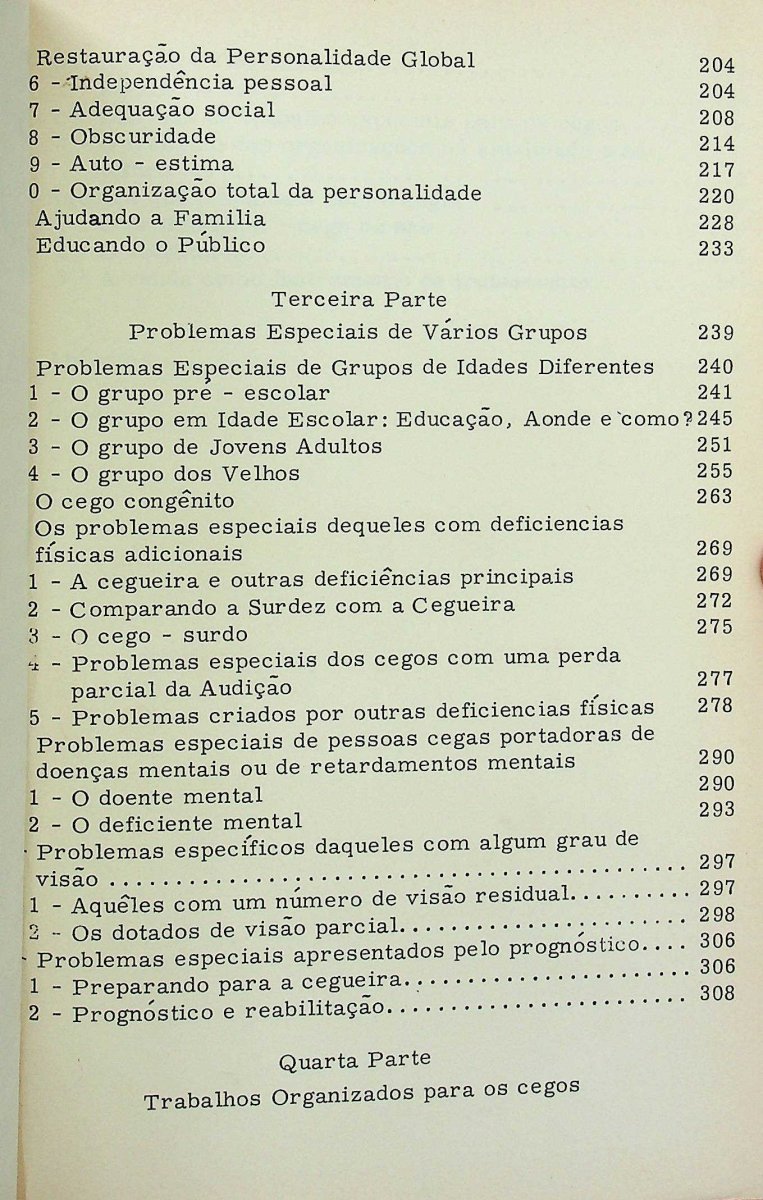 Restauração da Personalidade Global 204
6 - Independência pessoal 204
7 - Adequação social 208
8 - Obscuridade 214
9 - Auto - estima 217
0 - Organização total da personalidade 220
Ajudando a Familia 228
Educando o Público 233
Terceira Parte
Problemas Especiais de Vários Grupos 239
Problemas Especiais de Grupos de Idades Diferentes 240
1 - O grupo pré - escolar 241
2 - O grupo em Idade Escolar: Educação, Aonde e como? 245
3 - O grupo de Jovens Adultos 251
4 - O grupo dos Velhos 255
O cego congênito 263
Os problemas especiais dequeles com deficiencias
físicas adicionais 269
1 - A cegueira e outras deficiências principais 269
2 - Comparando a Surdez com a Cegueira 272
3 - O cego - surdo 275
4 - Problemas especiais dos cegos com uma perda
parcial da Audição 277
5 - Problemas criados por outras deficiencias físicas 278
Problemas especiais de pessoas cegas portadoras de
doenças mentais ou de retardamentos mentais 290
1 - O doente mental 290
2 - O deficiente mental 293
Problemas específicos daqueles com algum grau de
visão ............................................... 297
1 - Aquêles com um número de visão residual.......... 297
2 - Os dotados de visão parcial........................ 298
Problemas especiais apresentados pelo prognóstico.... 306
1 - Preparando para a cegueira........................ 306
2 - Prognóstico e reabilitação......................... 308
Quarta Parte
Trabalhos Organizados para os cegos